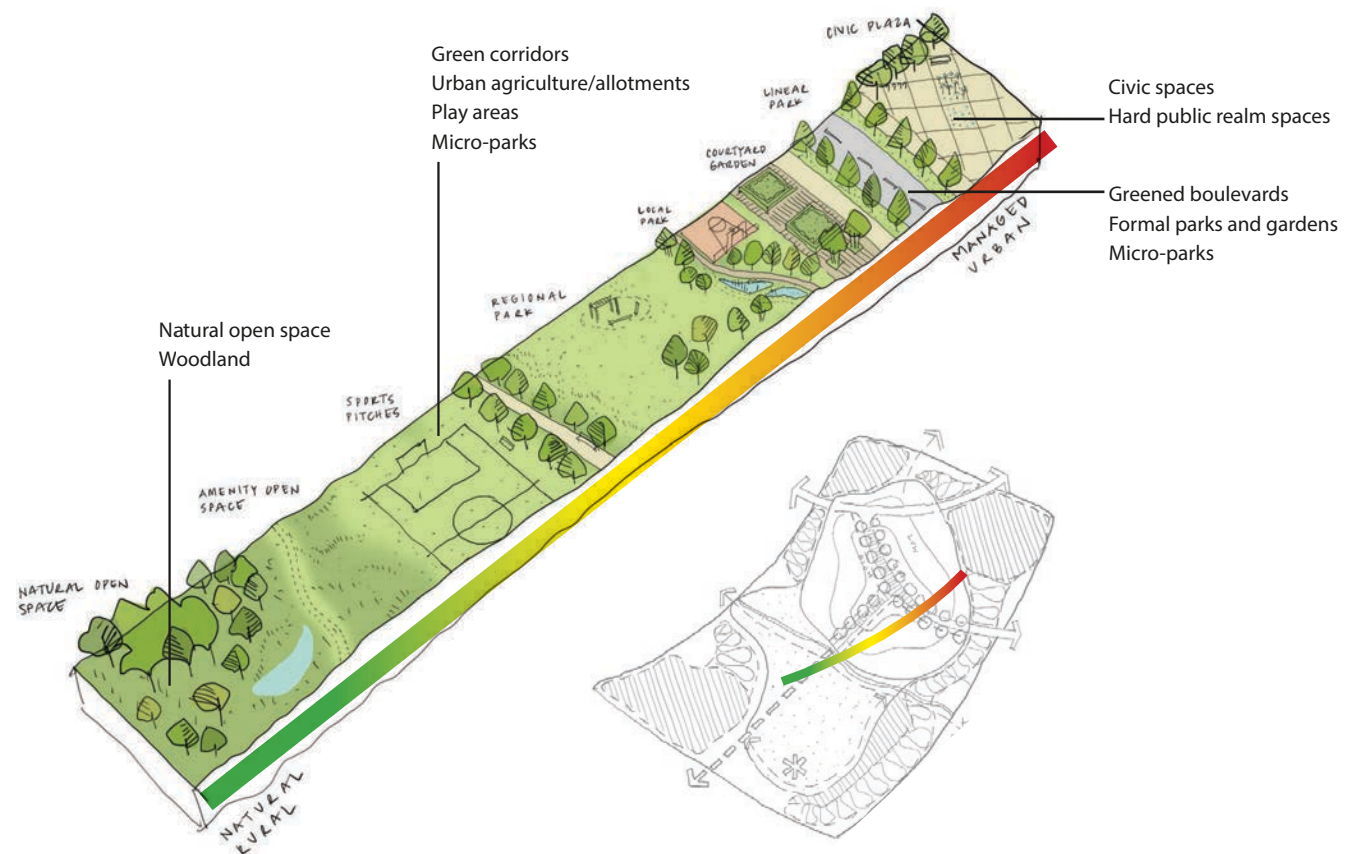 CIVIC PLAZA
Green corridors
Urban agriculture/allotments
Play areas
Micro-parks
LINEAR
PARK
Civic spaces
Hard public realm spaces
COURTYARD
GARDEN
Greened boulevards
Formal parks and gardens
Micro-parks
LOCAL
PARK
MANAGED
URBAN
REGIONAL
PARK
Natural open space
Woodland
SPORTS
PITCHES
AMENITY OPEN
SPACE
NATURAL OPEN
SPACE
NATURAL
RURAL